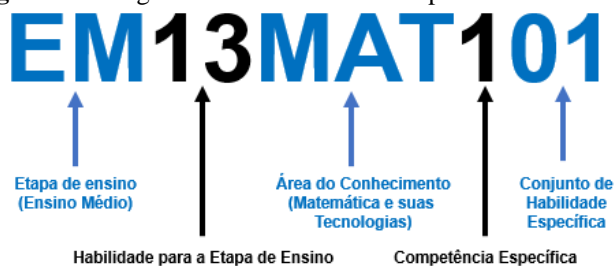 EM13MAT101
Etapa de ensino
(Ensino Médio)
Área do Conhecimento
(Matemática e suas
Tecnologias)
Conjunto de
Habilidade
Específica
Habilidade para a Etapa de Ensino
Competência Específica